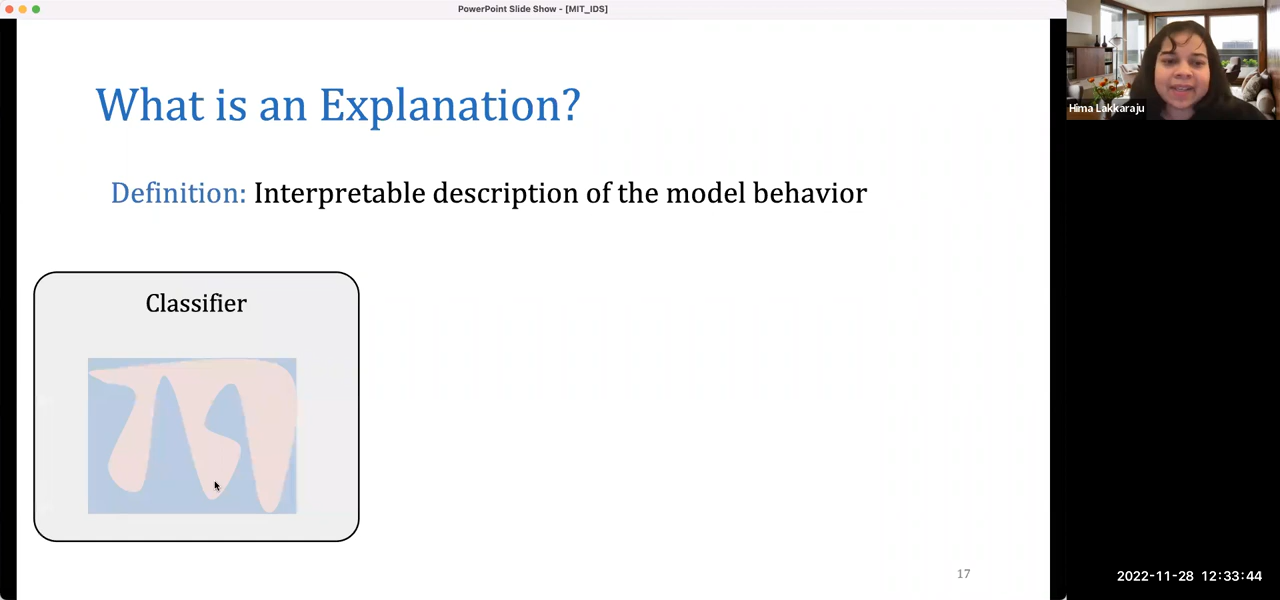 PowerPoint Slide Show - [MIT_IDS]
What is an Explanation?
Definition: Interpretable description of the model behavior
Classifier
17
Hima Lakkaraju
2022-11-28 12:33:44